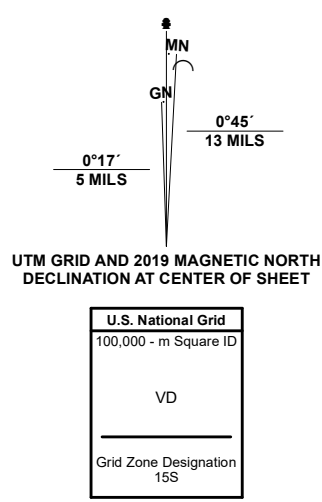 MN
GN
0°45´
13 MILS
0°17´
5 MILS
UTM GRID AND 2019 MAGNETIC NORTH
DECLINATION AT CENTER OF SHEET
U.S. National Grid
100,000 - m Square ID
VD
Grid Zone Designation
15S